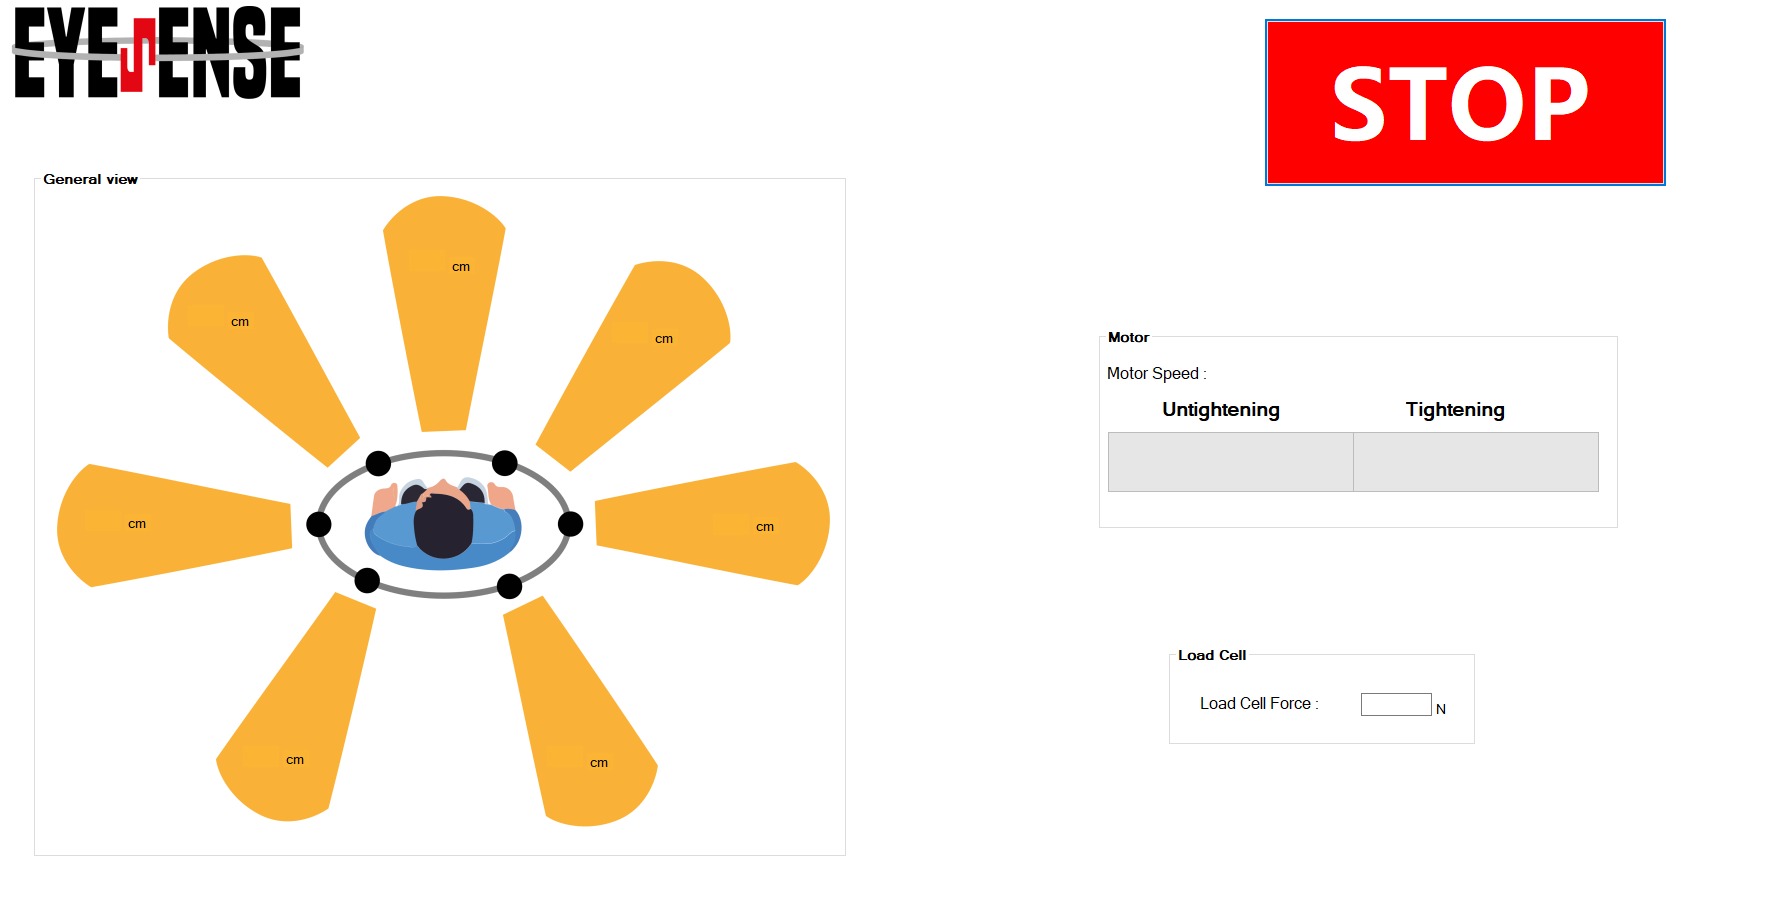 EYESENSE
STOP
General view
cm
cm
cm
cm
cm
cm
cm
Motor
Motor Speed :
Untightening
Tightening
Load Cell
Load Cell Force :
N